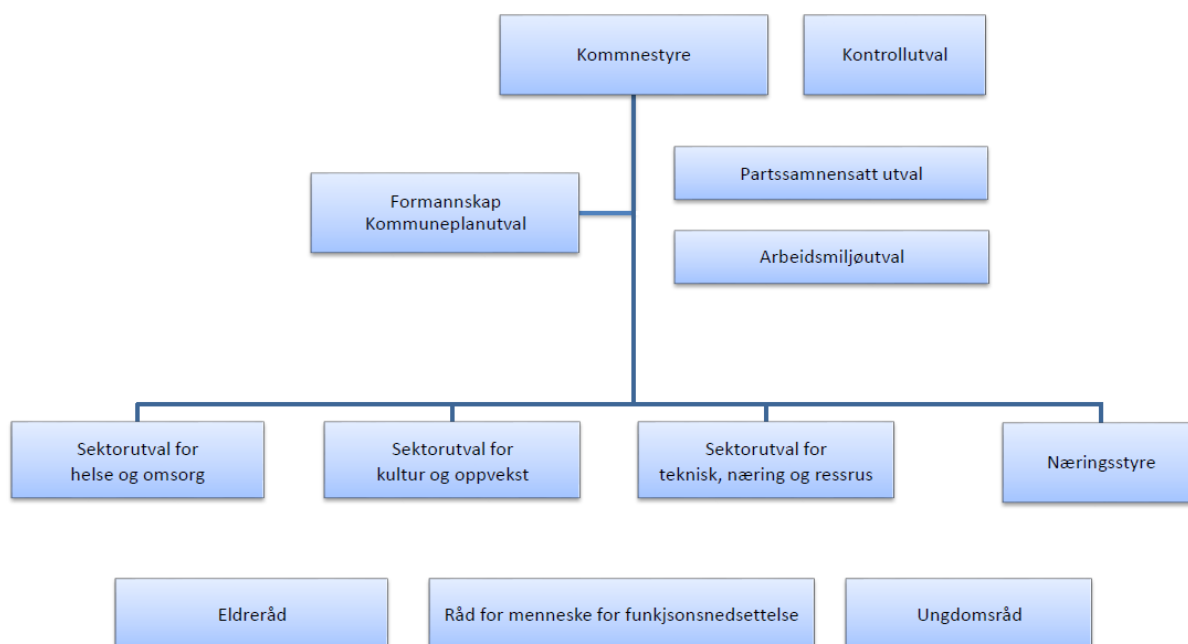 Kommnestyre
Kontrollutval
Partssamnensatt utval
Formannskap
Kommuneplanutval
Arbeidsmiljøutval
Sektorutval for
helse og omsorg
Sektorutval for
kultur og oppvekst
Sektorutval for
teknisk, næring og ressrus
Næringsstyre
Eldreråd
Råd for menneske for funkjsonsnedsettelse
Ungdomsråd